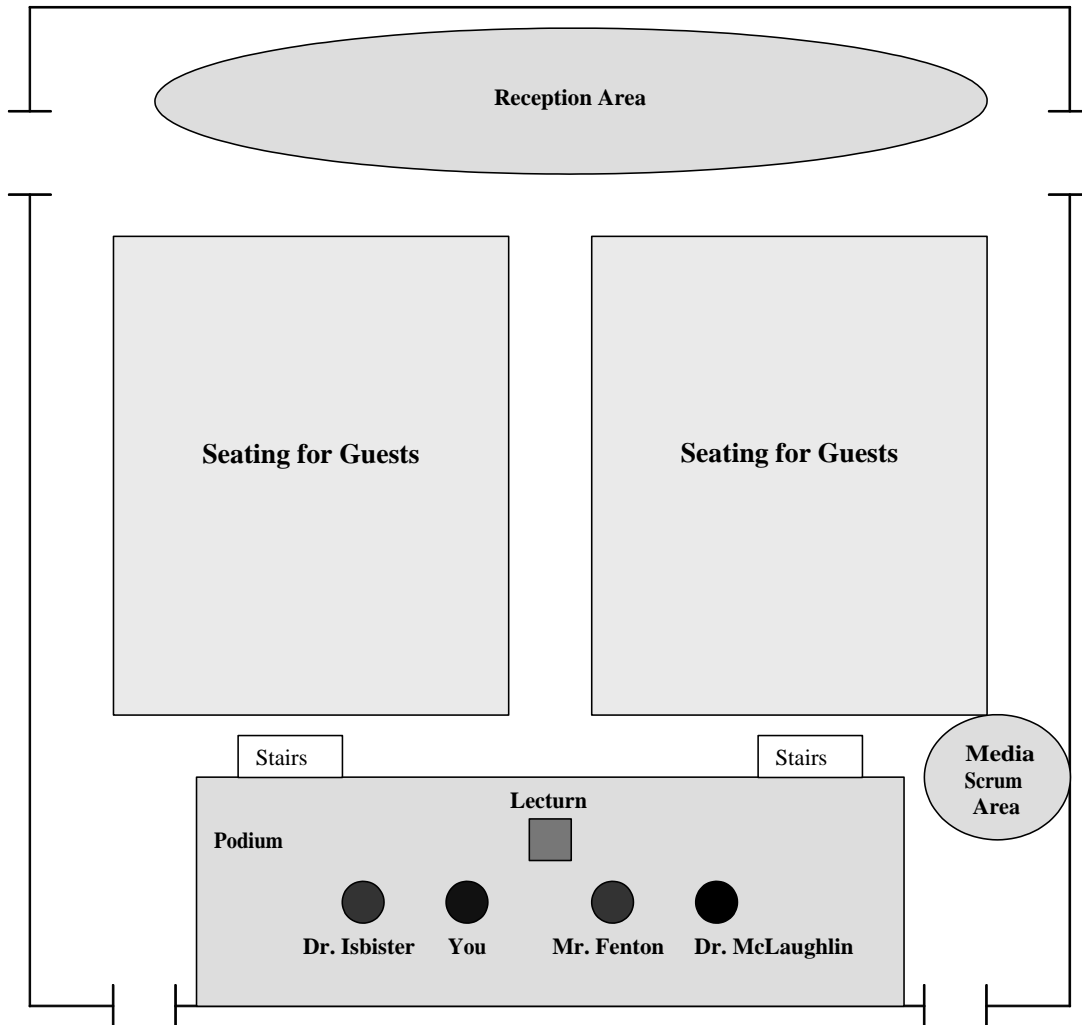 Reception Area
Seating for Guests
Seating for Guests
Stairs
Stairs
Media
Scrum
Area
Lecturn
Podium
Dr. Isbister
You
Mr. Fenton
Dr. McLaughlin